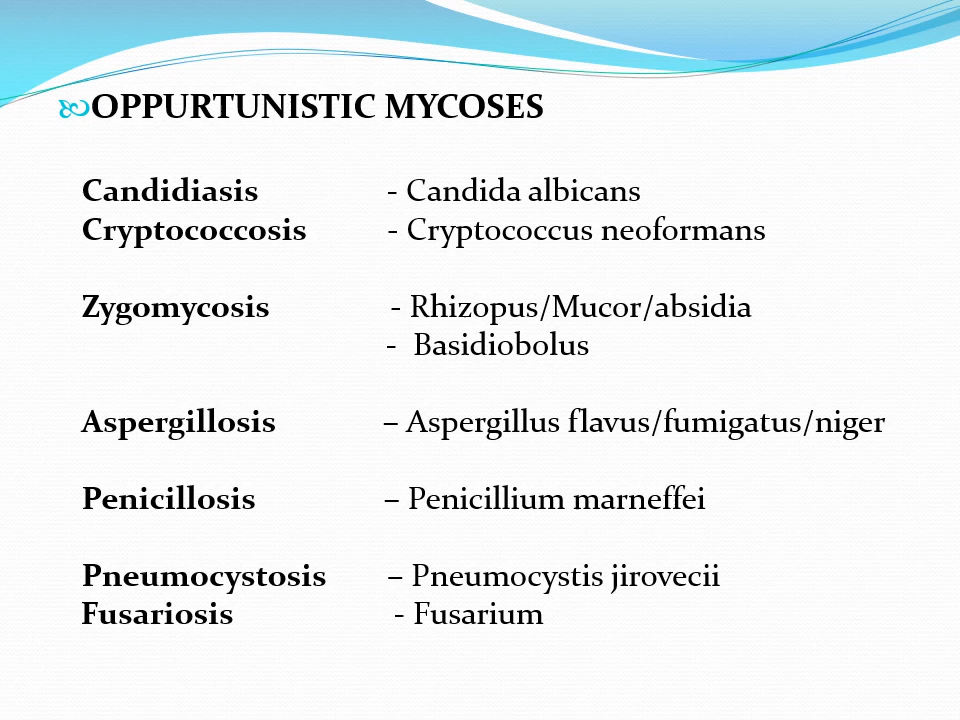 OPPURTUNISTIC MYCOSES
Candidiasis - Candida albicans
Cryptococcosis - Cryptococcus neoformans
Zygomycosis - Rhizopus/Mucor/absidia
- Basidiobolus
Aspergillosis – Aspergillus flavus/fumigatus/niger
Penicillosis – Penicillium marneffei
Pneumocystosis – Pneumocystis jirovecii
Fusariosis - Fusarium